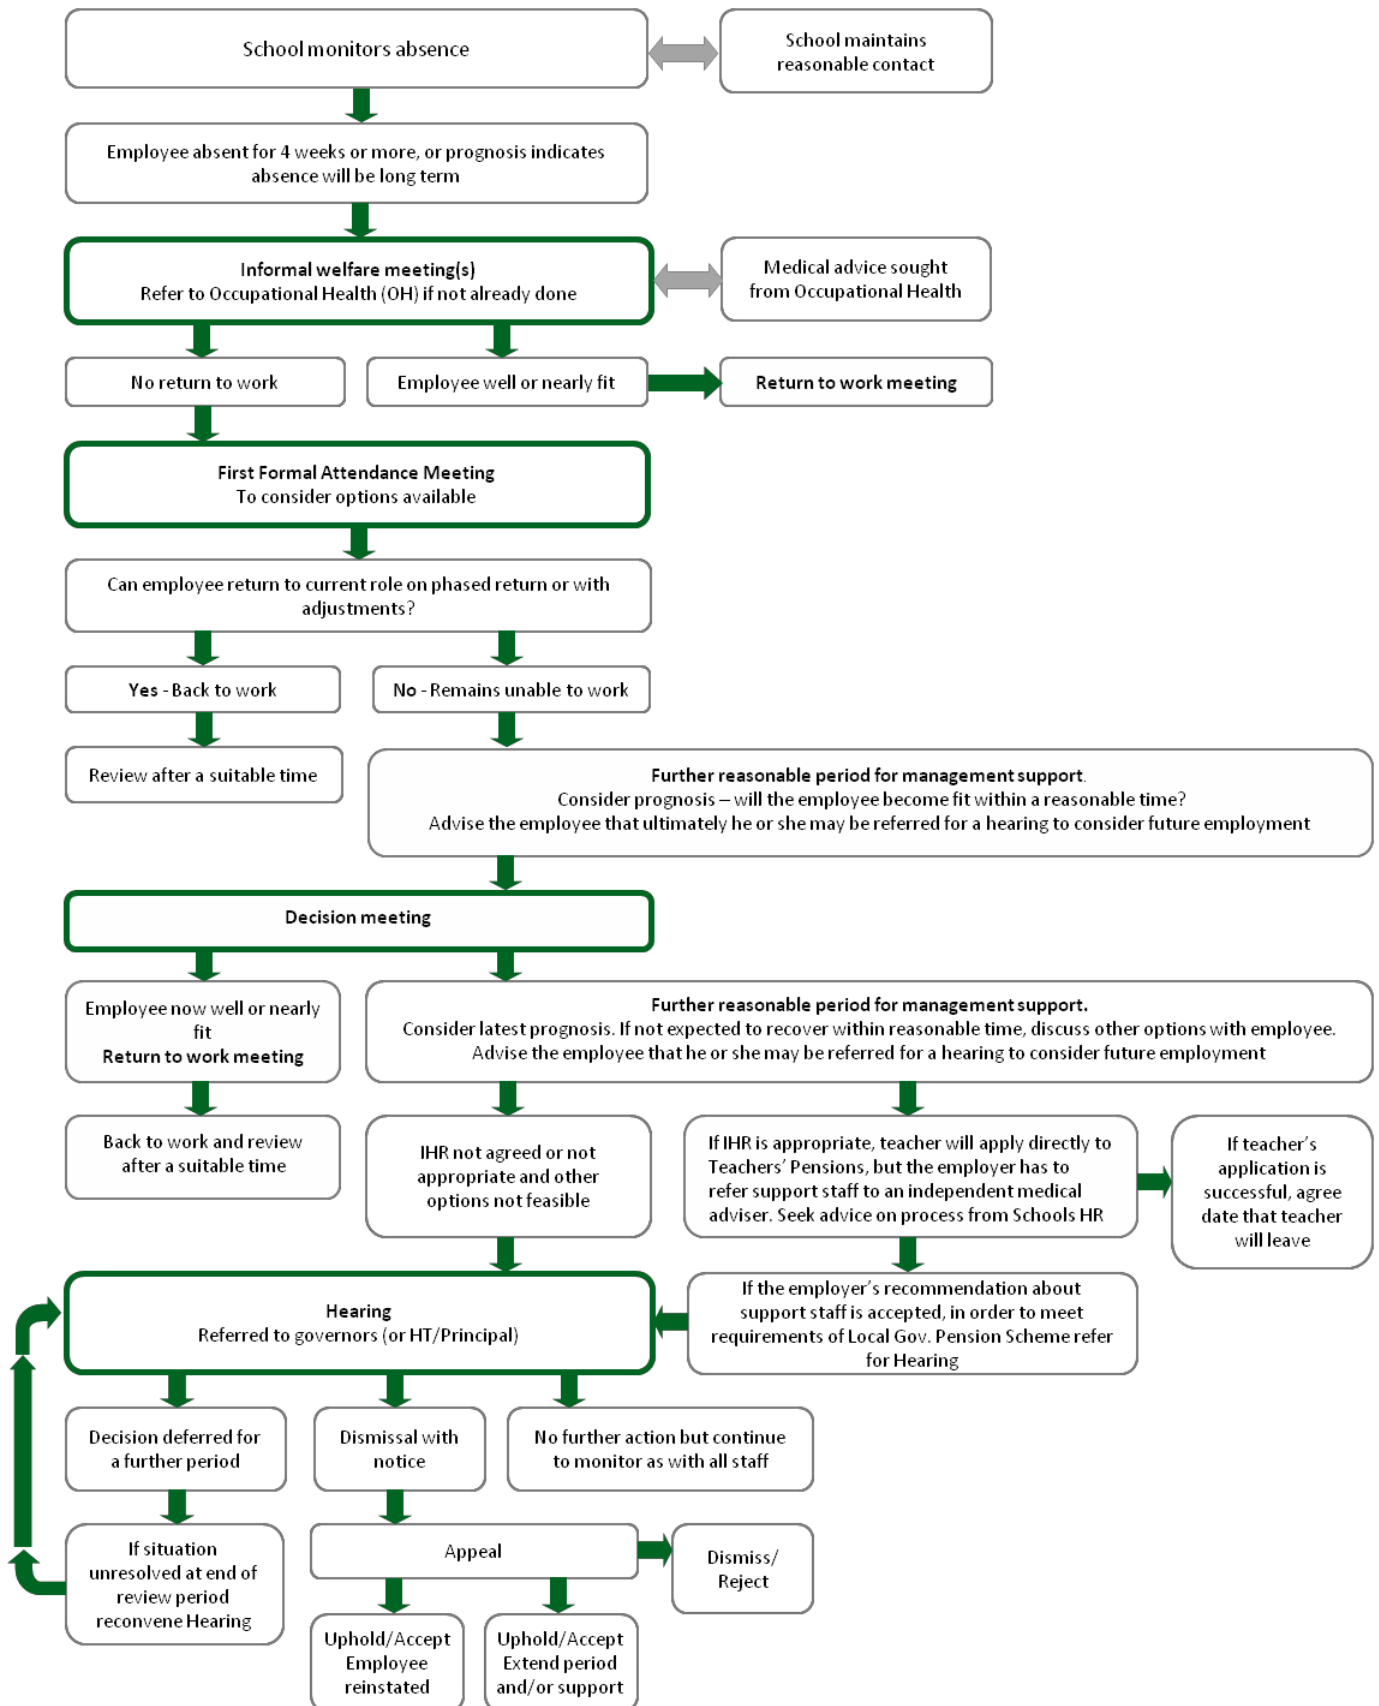 School monitors absence
School maintains
reasonable contact
Employee absent for 4 weeks or more, or prognosis indicates
absence will be long term
Informal welfare meeting(s)
Refer to Occupational Health (OH) if not already done
Medical advice sought
from Occupational Health
No return to work
Employee well or nearly fit
Return to work meeting
First Formal Attendance Meeting
To consider options available
Can employee return to current role on phased return or with
adjustments?
Yes - Back to work
No - Remains unable to work
Review after a suitable time
Further reasonable period for management support.
Consider prognosis – will the employee become fit within a reasonable time?
Advise the employee that ultimately he or she may be referred for a hearing to consider future employment
Decision meeting
Employee now well or nearly
fit
Return to work meeting
Further reasonable period for management support.
Consider latest prognosis. If not expected to recover within reasonable time, discuss other options with employee.
Advise the employee that he or she may be referred for a hearing to consider future employment
Back to work and review
after a suitable time
IHR not agreed or not
appropriate and other
options not feasible
If IHR is appropriate, teacher will apply directly to
Teachers’ Pensions, but the employer has to
refer support staff to an independent medical
adviser. Seek advice on process from Schools HR
If teacher’s
application is
successful, agree
date that teacher
will leave
Hearing
Referred to governors (or HT/Principal)
If the employer’s recommendation about
support staff is accepted, in order to meet
requirements of Local Gov. Pension Scheme refer
for Hearing
Decision deferred for
a further period
Dismissal with
notice
No further action but continue
to monitor as with all staff
If situation
unresolved at end of
review period
reconvene Hearing
Appeal
Dismiss/
Reject
Uphold/Accept
Employee
reinstated
Uphold/Accept
Extend period
and/or support